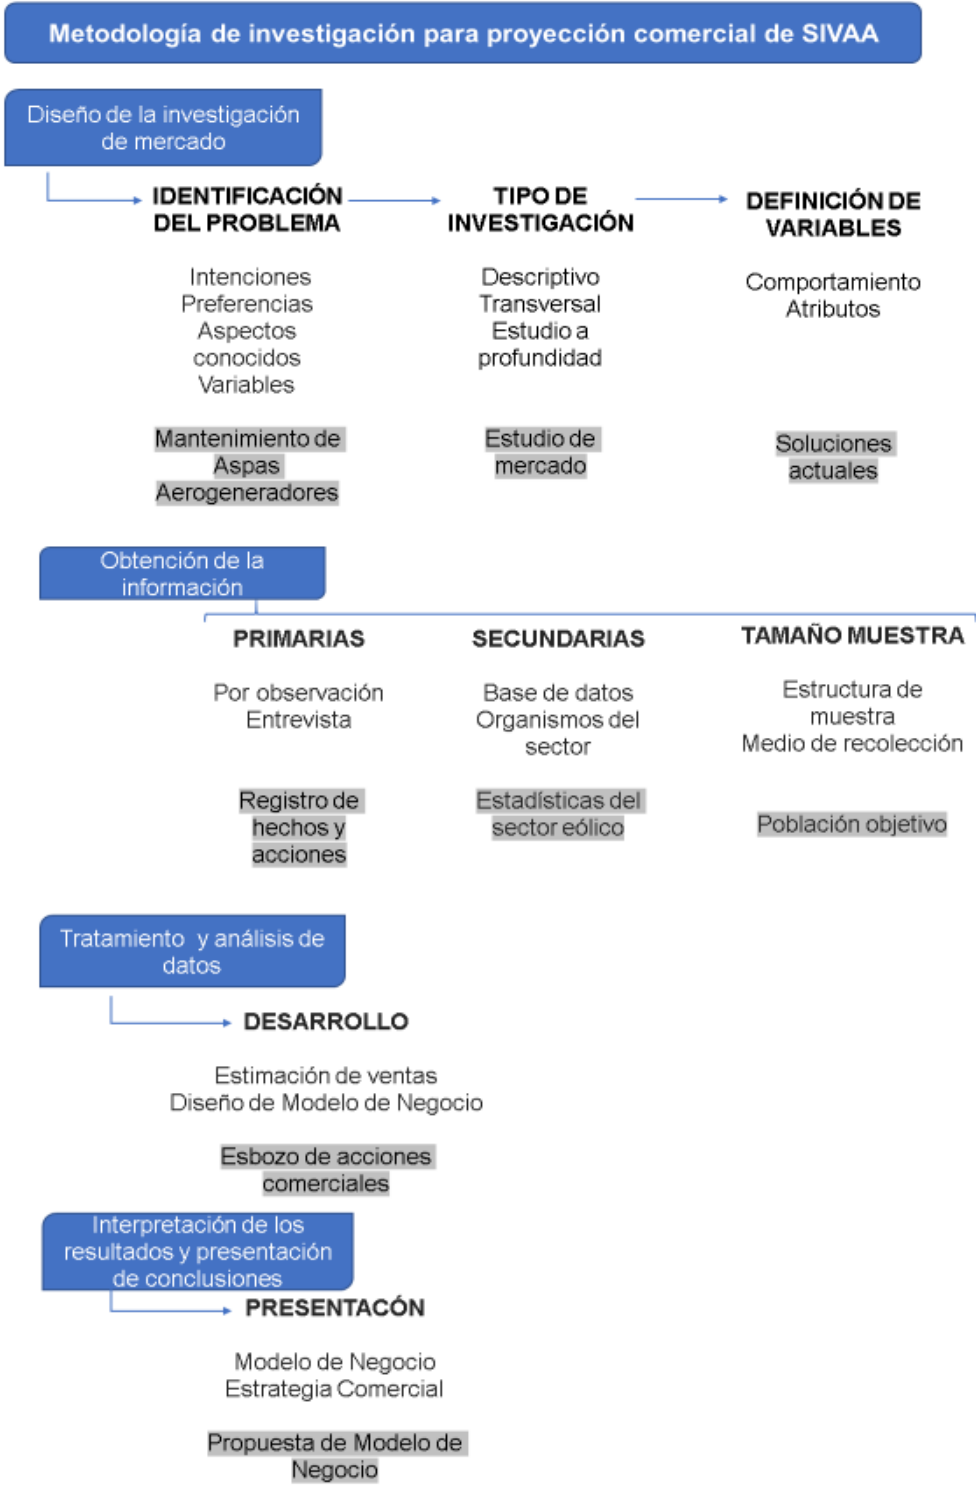 Metodología de investigación para proyección comercial de SIVAA
Diseño de la investigación
de mercado
IDENTIFICACIÓN
DEL PROBLEMA
Intenciones
Preferencias
Aspectos
conocidos
Variables
Mantenimiento de
Aspas
Aerogeneradores
TIPO DE
INVESTIGACIÓN
Descriptivo
Transversal
Estudio a
profundidad
Estudio de
mercado
DEFINICIÓN DE
VARIABLES
Comportamiento
Atributos
Soluciones
actuales
Obtención de la
información
PRIMARIAS
Por observación
Entrevista
Registro de
hechos y
acciones
SECUNDARIAS
Base de datos
Organismos del
sector
Estadísticas del
sector eólico
TAMAÑO MUESTRA
Estructura de
muestra
Medio de recolección
Población objetivo
Tratamiento y análisis de
datos
DESARROLLO
Estimación de ventas
Diseño de Modelo de Negocio
Esbozo de acciones
comerciales
Interpretación de los
resultados y presentación
de conclusiones
PRESENTACÓN
Modelo de Negocio
Estrategia Comercial
Propuesta de Modelo de
Negocio